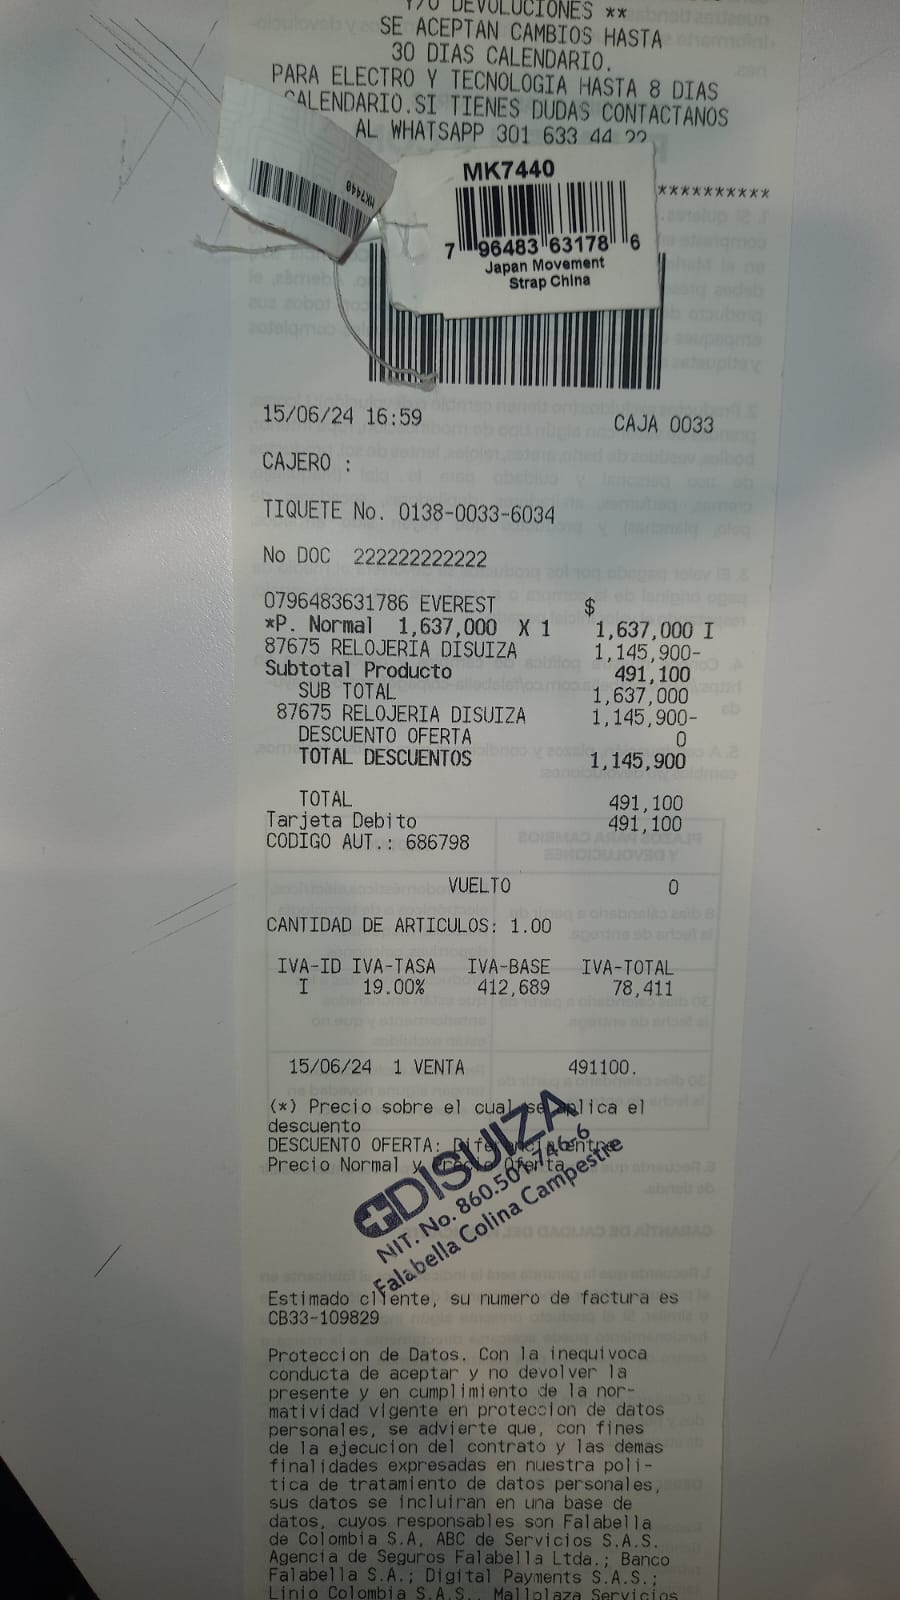 Y/O DEVOLUCIONES **
SE ACEPTAN CAMBIOS HASTA
30 DIAS CALENDARIO.
PARA ELECTRO Y TECNOLOGIA HASTA 8 DIAS
CALENDARIO.SI TIENES DUDAS CONTACTANOS
AL WHATSAPP 301 633 44 22
MK7440
MK7440
7 96483 63178 6
Japan Movement
Strap China
**********
15/06/24 16:59 CAJA 0033
CAJERO :
TIQUETE No. 0138-0033-6034
No DOC 222222222222
0796483631786 EVEREST $
*P. Normal 1,637,000 X 1 1,637,000 I
87675 RELOJERIA DISUIZA 1,145,900-
Subtotal Producto 491,100
SUB TOTAL 1,637,000
87675 RELOJERIA DISUIZA 1,145,900-
DESCUENTO OFERTA 0
TOTAL DESCUENTOS 1,145,900
TOTAL 491,100
Tarjeta Debito 491,100
CODIGO AUT.: 686798
VUELTO 0
CANTIDAD DE ARTICULOS: 1.00
IVA-ID IVA-TASA IVA-BASE IVA-TOTAL
I 19.00% 412,689 78,411
15/06/24 1 VENTA 491100.
(*) Precio sobre el cual se aplica el
descuento
DESCUENTO OFERTA: Diferencia entre
Precio Normal y Precio Oferta
DISUIZA
NIT. No. 860.501.746-6
Falabella Colina Campestre
Estimado cliente, su numero de factura es
CB33-109829
Proteccion de Datos. Con la inequivoca
conducta de aceptar y no devolver la
presente y en cumplimiento de la nor-
matividad vigente en proteccion de datos
personales, se advierte que, con fines
de la ejecucion del contrato y las demas
finalidades expresadas en nuestra poli-
tica de tratamiento de datos personales,
sus datos se incluiran en una base de
datos, cuyos responsables son Falabella
de Colombia S.A, ABC de Servicios S.A.S.
Agencia de Seguros Falabella Ltda.; Banco
Falabella S.A.; Digital Payments S.A.S.;
Linio Colombia S.A.S. Mallplaza Servicios